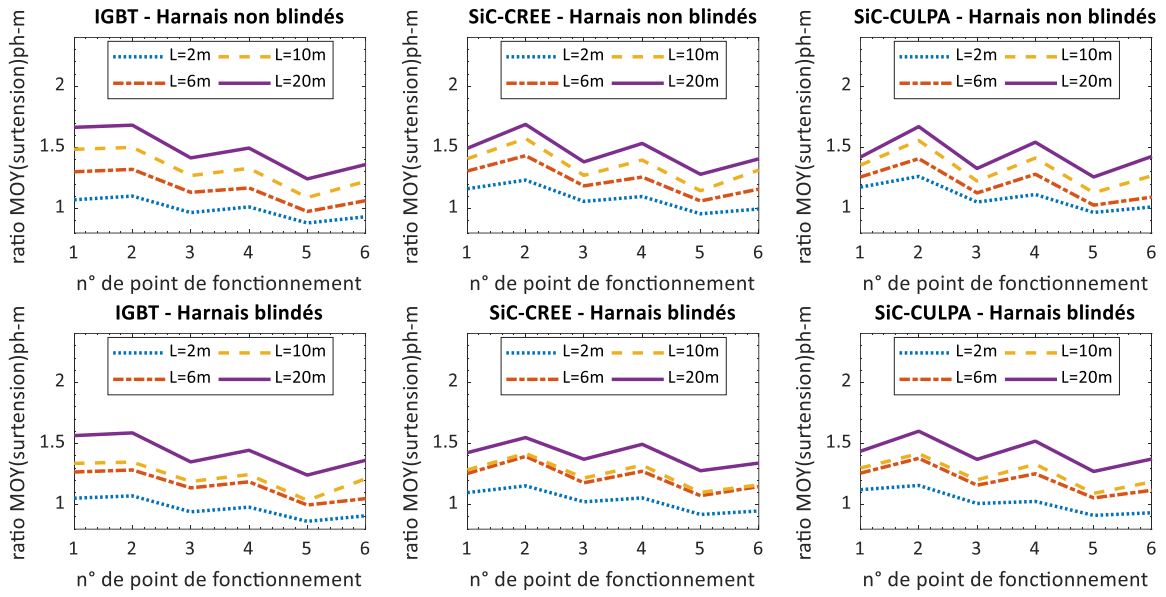 IGBT - Harnais non blindés
ratio MOY(surtension)ph-m
L=2m
L=10m
L=6m
L=20m
2
1.5
1
1 2 3 4 5 6
n° de point de fonctionnement
SiC-CREE - Harnais non blindés
ratio MOY(surtension)ph-m
L=2m
L=10m
L=6m
L=20m
2
1.5
1
1 2 3 4 5 6
n° de point de fonctionnement
SiC-CULPA - Harnais non blindés
ratio MOY(surtension)ph-m
L=2m
L=10m
L=6m
L=20m
2
1.5
1
1 2 3 4 5 6
n° de point de fonctionnement
IGBT - Harnais blindés
ratio MOY(surtension)ph-m
L=2m
L=10m
L=6m
L=20m
2
1.5
1
1 2 3 4 5 6
n° de point de fonctionnement
SiC-CREE - Harnais blindés
ratio MOY(surtension)ph-m
L=2m
L=10m
L=6m
L=20m
2
1.5
1
1 2 3 4 5 6
n° de point de fonctionnement
SiC-CULPA - Harnais blindés
ratio MOY(surtension)ph-m
L=2m
L=10m
L=6m
L=20m
2
1.5
1
1 2 3 4 5 6
n° de point de fonctionnement